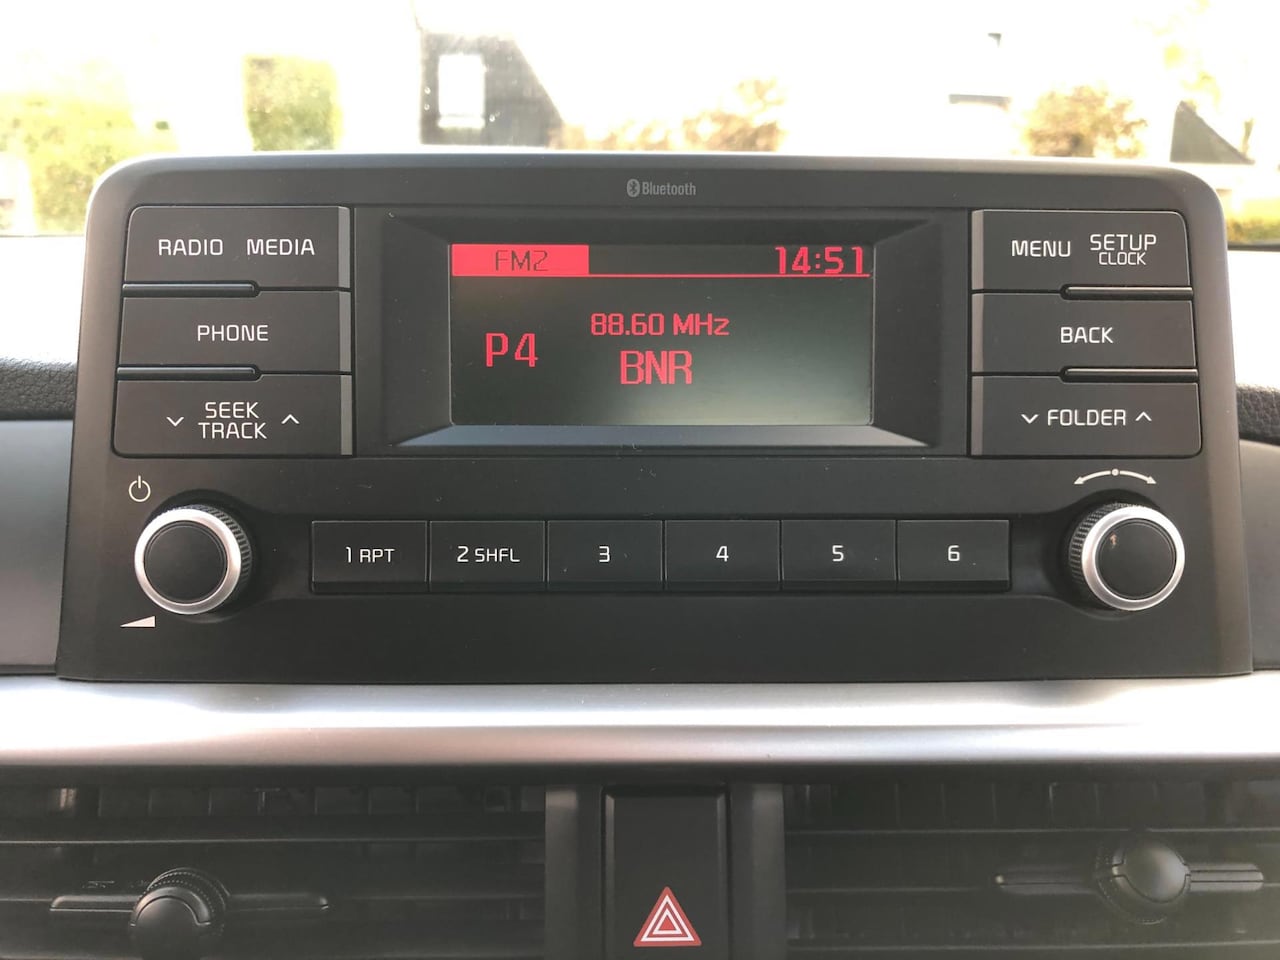 Bluetooth
RADIO MEDIA
FM2 14:51
MENU SETUP
CLOCK
PHONE
88.60 MHz
P4
BNR
BACK
SEEK
TRACK
FOLDER
1 RPT 2 SHFL 3 4 5 6